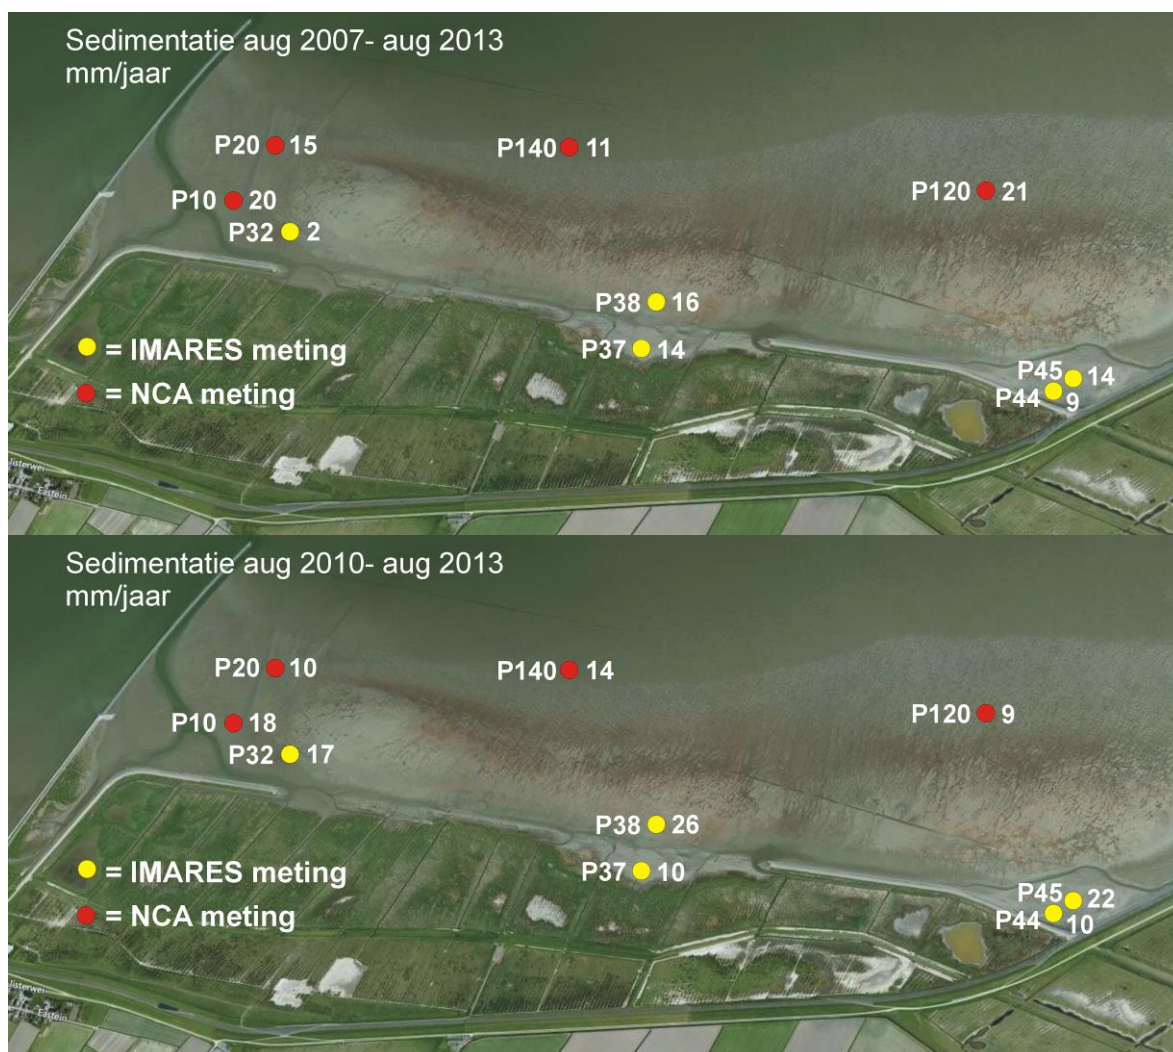 Sedimentatie aug 2007- aug 2013
mm/jaar
P20 15
P140 11
P10 20
P120 21
P32 2
P38 16
= IMARES meting
P37 14
P45 14
= NCA meting
P44 9
Eastein
Sedimentatie aug 2010- aug 2013
mm/jaar
P20 10
P140 14
P10 18
P120 9
P32 17
P38 26
= IMARES meting
P37 10
P45 22
= NCA meting
P44 10
Eastein